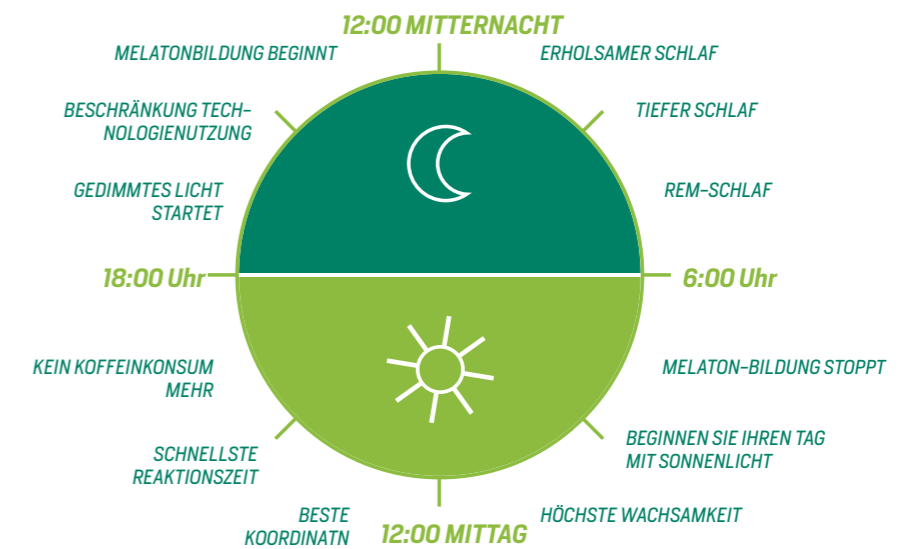 12:00 MITTERNACHT
MELATONBILDUNG BEGINNT
ERHOLSAMER SCHLAF
BESCHRÄNKUNG TECH-
NOLOGIENUTZUNG
TIEFER SCHLAF
GEDIMMTES LICHT
STARTET
REM-SCHLAF
18:00 Uhr
6:00 Uhr
KEIN KOFFEINKONSUM
MEHR
MELATON-BILDUNG STOPPT
SCHNELLSTE
REAKTIONSZEIT
BEGINNEN SIE IHREN TAG
MIT SONNENLICHT
BESTE
KOORDINATN
12:00 MITTAG
HÖCHSTE WACHSAMKEIT